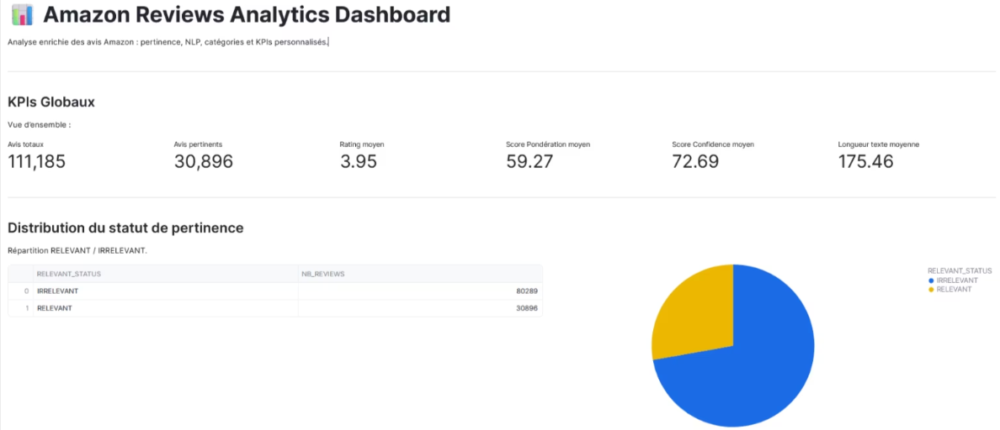 Amazon Reviews Analytics Dashboard
Analyse enrichie des avis Amazon : pertinence, NLP, catégories et KPIs personnalisés.
KPIs Globaux
Vue d'ensemble :
Avis totaux
111,185
Avis pertinents
30,896
Rating moyen
3.95
Score Pondération moyen
59.27
Score Confidence moyen
72.69
Longueur texte moyenne
175.46
Distribution du statut de pertinence
Répartition RELEVANT / IRRELEVANT.
RELEVANT_STATUS NB_REVIEWS
0 IRRELEVANT 80289
1 RELEVANT 30896
RELEVANT_STATUS
IRRELEVANT
RELEVANT